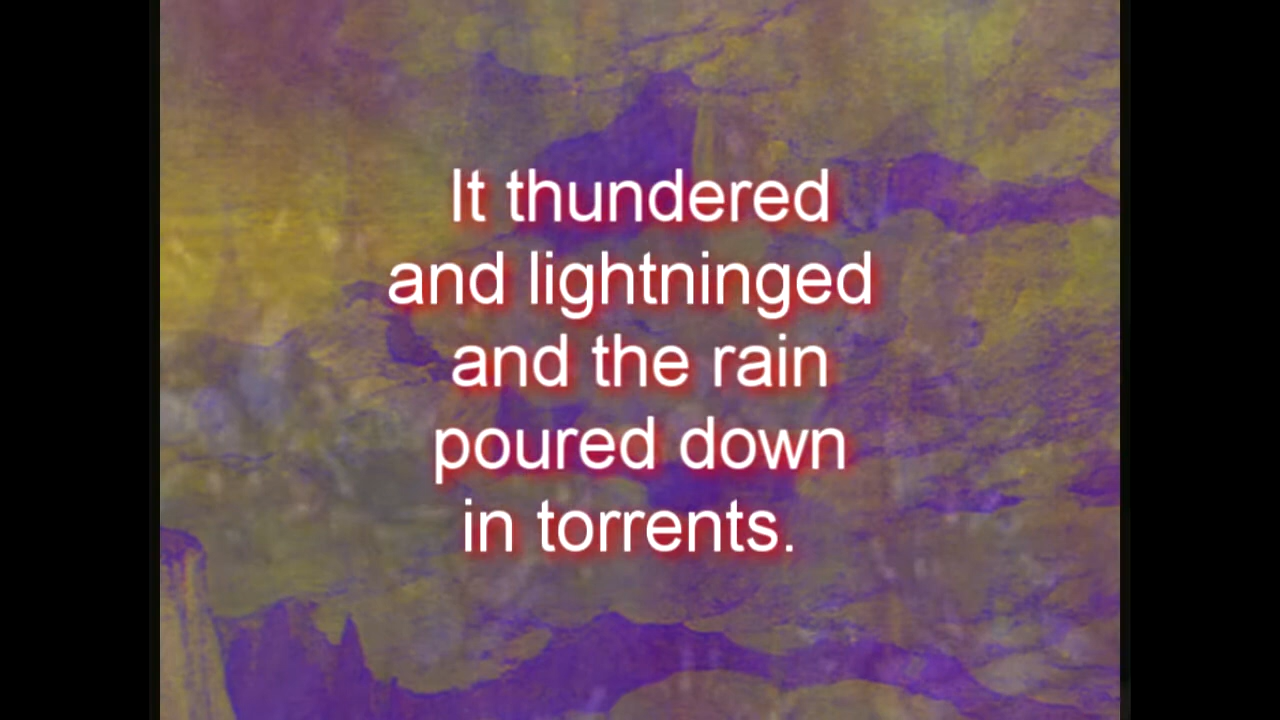 It thundered
and lightninged
and the rain
poured down
in torrents.